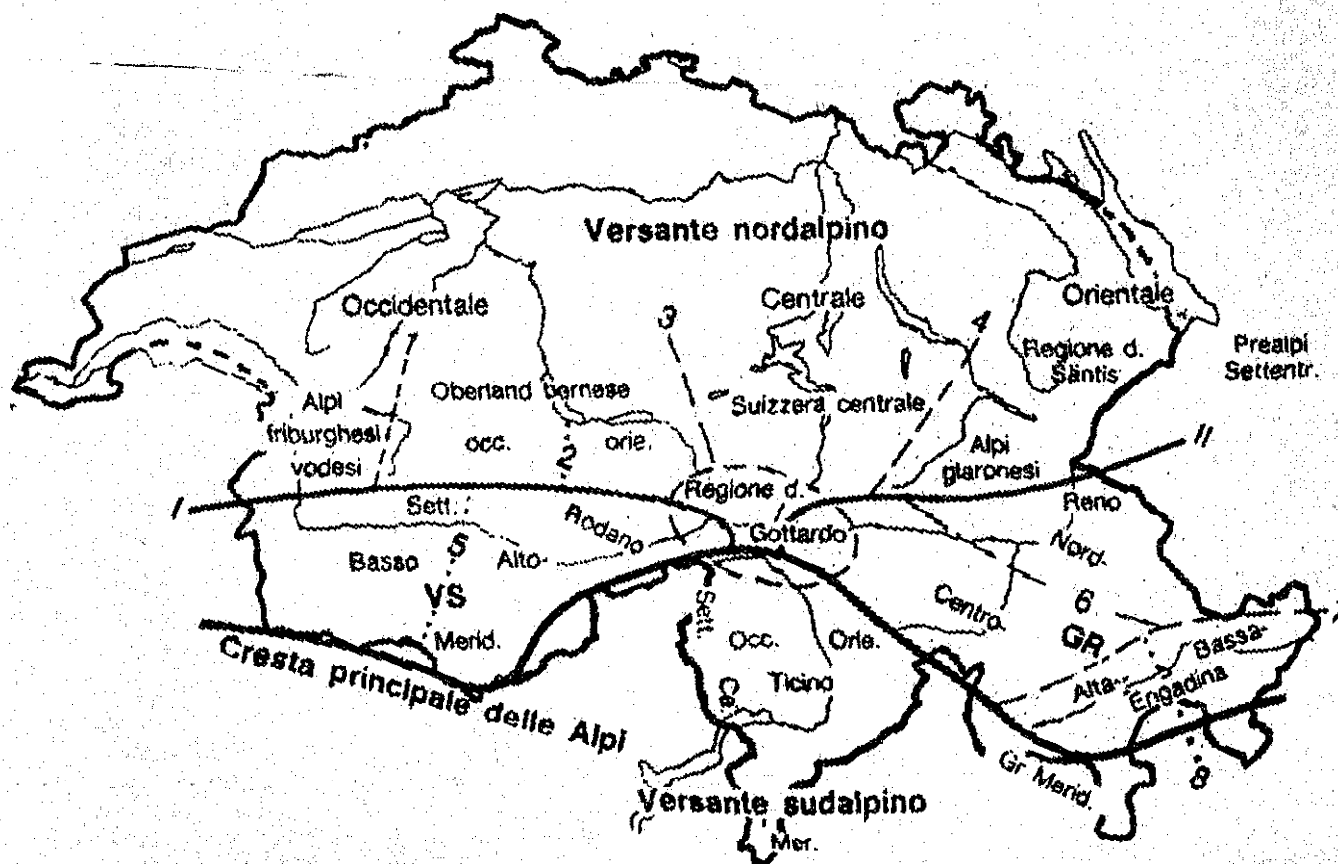 Versante nordalpino
Occidentale
Centrale
Orientale
3
4
1
Regione d.
Säntis
Prealpi
Settentr.
Alpi
friburghesi
vodesi
Oberland bernese
occ.
orie.
2
Suizzera centrale
Alpi
glaronesi
II
I
Regione d.
Gottardo
Reno
Sett.
Rodano
Nord.
Basso
5
Alto-
VS
Merid.
Sett.
Occ.
Orie.
Centro.
6
GR
Bassa-
Alta-
Engadina
Ticino
Ce.
Cresta principale delle Alpi
Gr Merid.
8
Versante sudalpino
Mer.